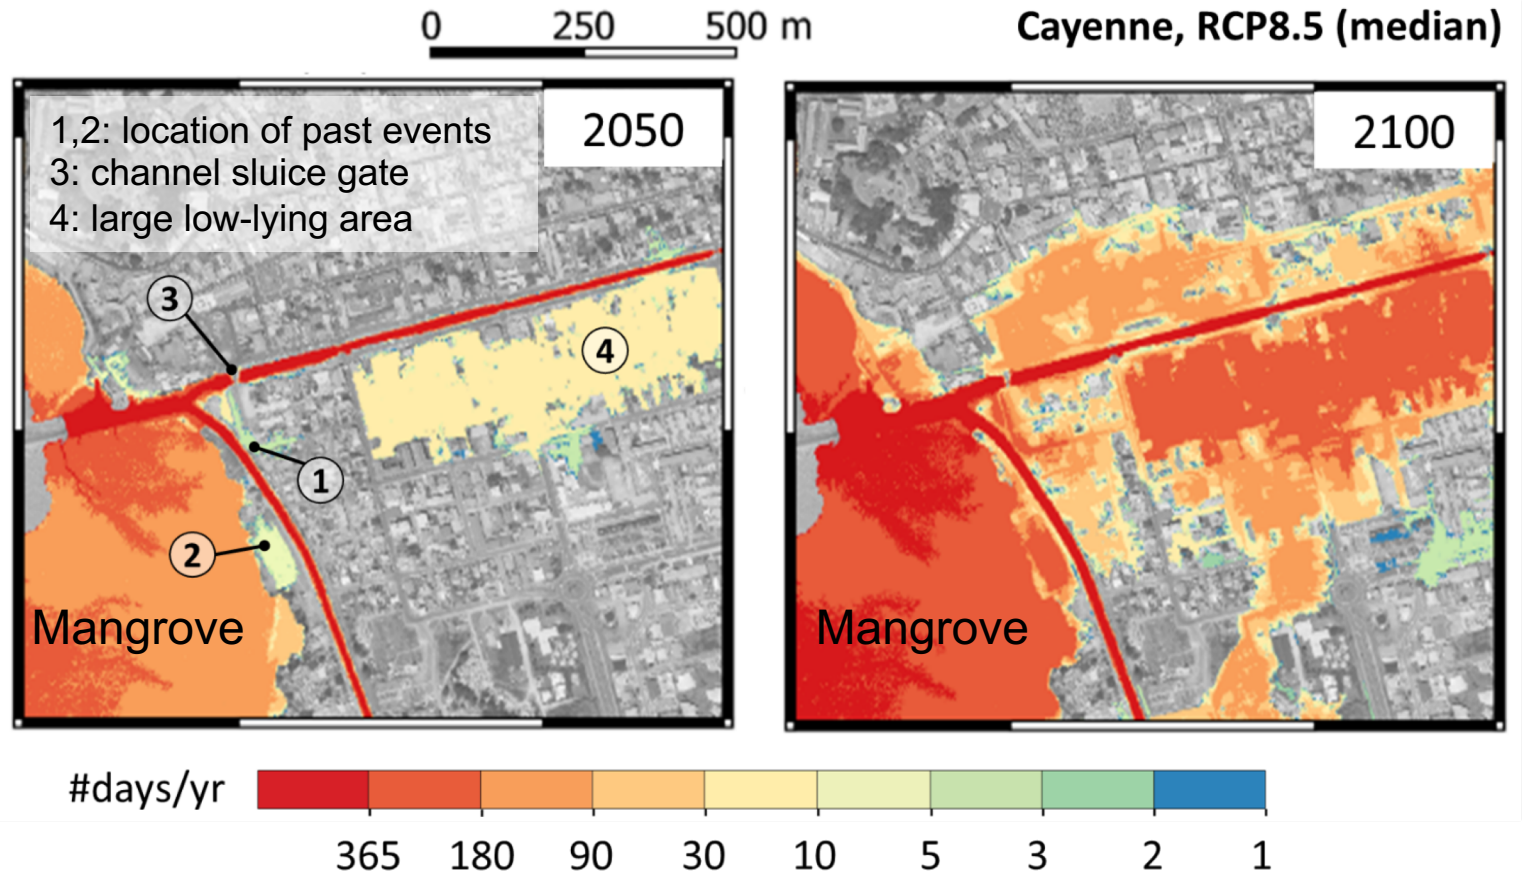 0 250 500 m
Cayenne, RCP8.5 (median)
1,2: location of past events
3: channel sluice gate
4: large low-lying area
2050
2100
3
4
1
2
Mangrove
Mangrove
#days/yr
365 180 90 30 10 5 3 2 1